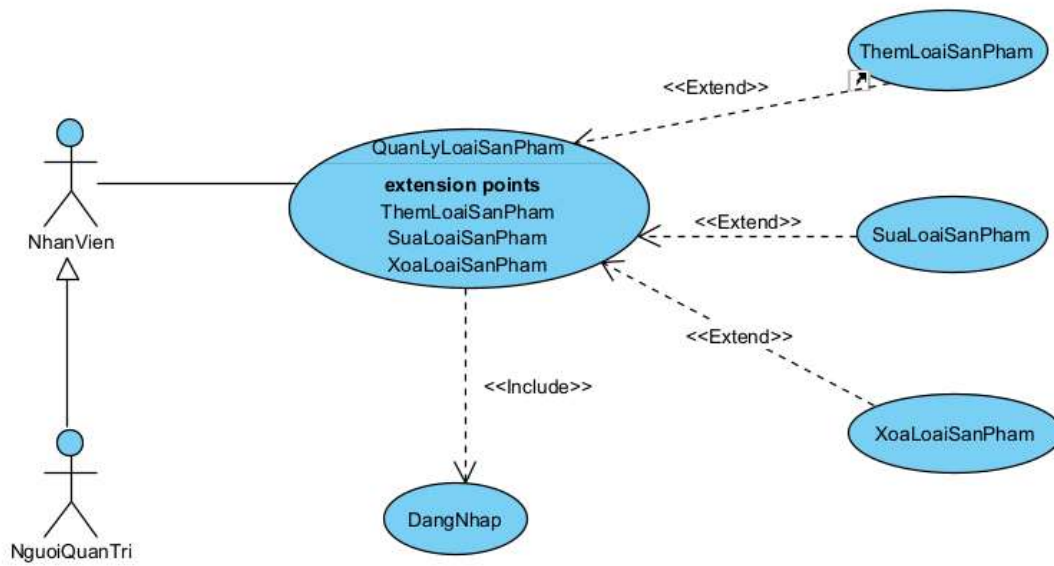 ThemLoaiSanPham
<<Extend>>
QuanLyLoaiSanPham
extension points
ThemLoaiSanPham
SuaLoaiSanPham
XoaLoaiSanPham
<<Extend>>
SuaLoaiSanPham
NhanVien
<<Extend>>
<<Include>>
XoaLoaiSanPham
DangNhap
NguoiQuanTri